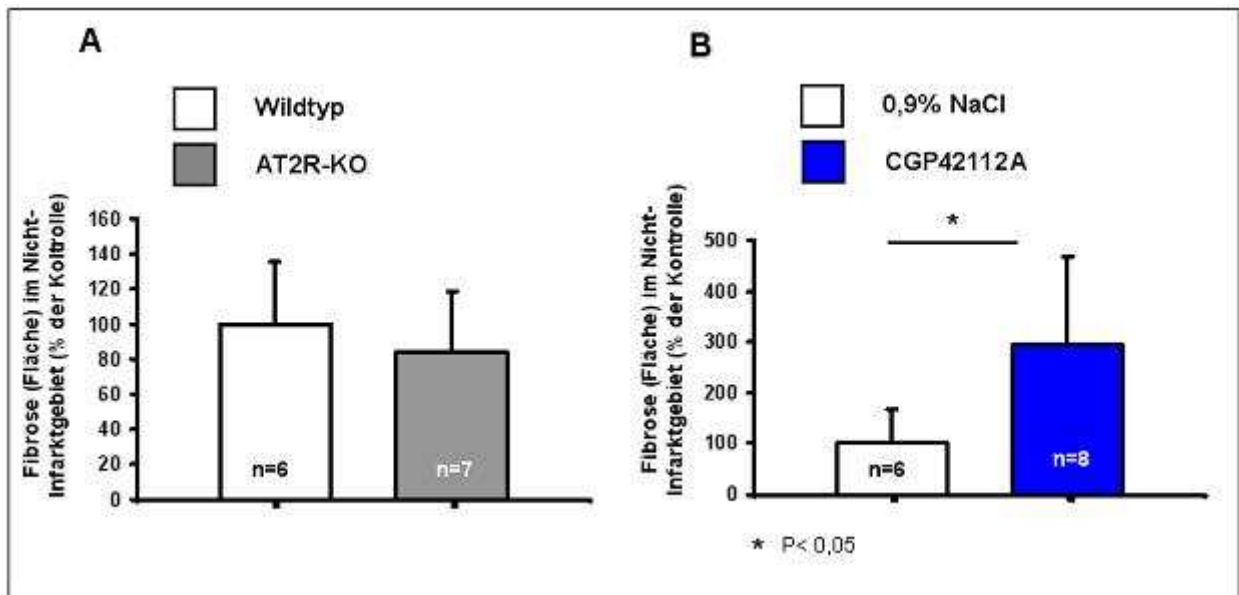 A
Wildtyp
AT2R-KO
Fibrose (Fläche) im Nicht-
Infarktgebiet (% der Koltrolle)
160
140
120
100
80
60
40
20
0
n=6
n=7
B
0,9% NaCl
CGP42112A
Fibrose (Fläche) im Nicht-
Infarktgebiet (% der Kontrolle)
*
500
400
300
200
100
0
n=6
n=8
* P< 0,05